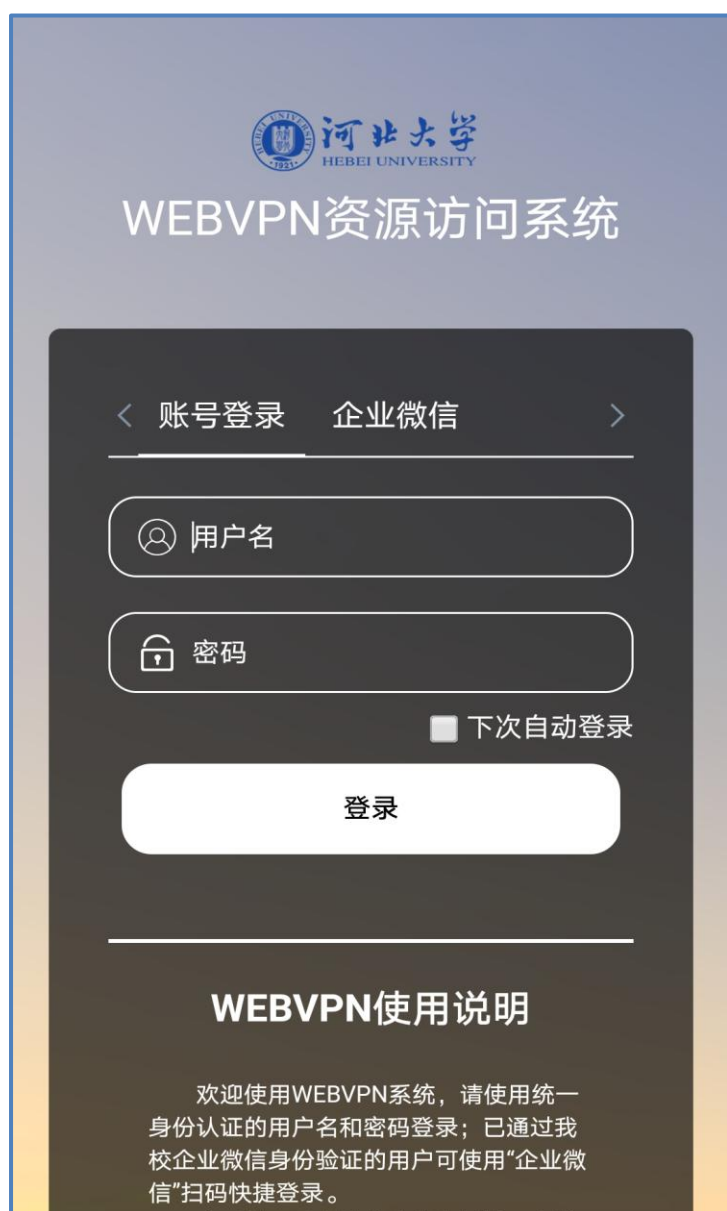 HEBEI UNIVERSITY
·1921·
河北大学
HEBEI UNIVERSITY
WEBVPN资源访问系统
< 账号登录 企业微信 >
用户名
密码
下次自动登录
登录
WEBVPN使用说明
欢迎使用WEBVPN系统，请使用统一
身份认证的用户名和密码登录；已通过我
校企业微信身份验证的用户可使用“企业微
信”扫码快捷登录。